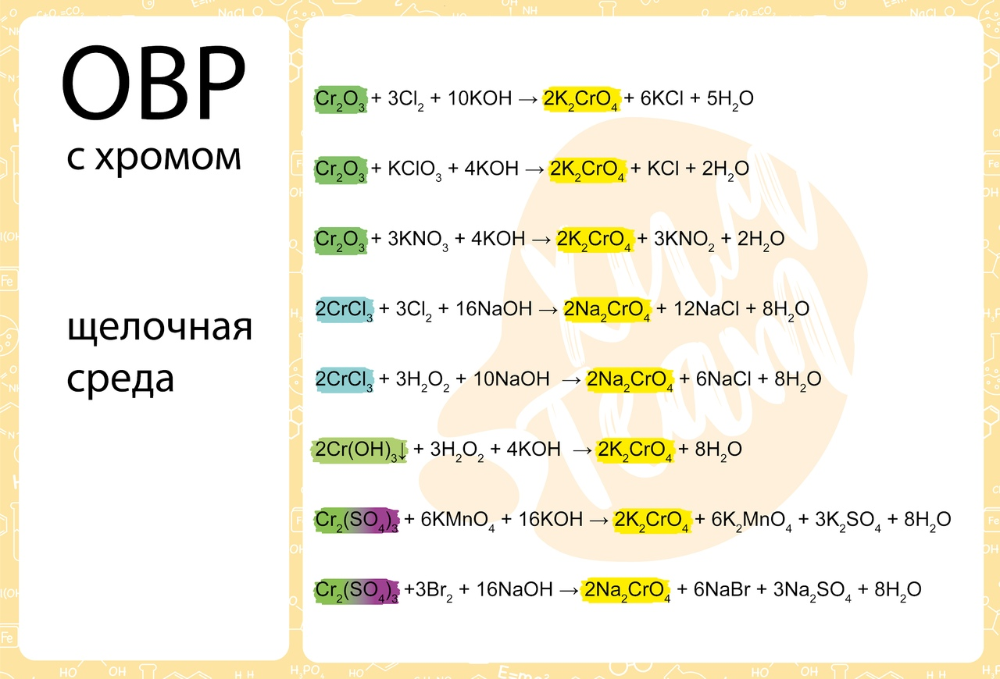 ОВР
с хромом
щелочная
среда
Cr₂O₃ + 3Cl₂ + 10KOH → 2K₂CrO₄ + 6KCl + 5H₂O
Cr₂O₃ + KClO₃ + 4KOH → 2K₂CrO₄ + KCl + 2H₂O
Cr₂O₃ + 3KNO₃ + 4KOH → 2K₂CrO₄ + 3KNO₂ + 2H₂O
2CrCl₃ + 3Cl₂ + 16NaOH → 2Na₂CrO₄ + 12NaCl + 8H₂O
2CrCl₃ + 3H₂O₂ + 10NaOH → 2Na₂CrO₄ + 6NaCl + 8H₂O
2Cr(OH)₃↓ + 3H₂O₂ + 4KOH → 2K₂CrO₄ + 8H₂O
Cr₂(SO₄)₃ + 6KMnO₄ + 16KOH → 2K₂CrO₄ + 6K₂MnO₄ + 3K₂SO₄ + 8H₂O
Cr₂(SO₄)₃ +3Br₂ + 16NaOH → 2Na₂CrO₄ + 6NaBr + 3Na₂SO₄ + 8H₂O
хим
Team